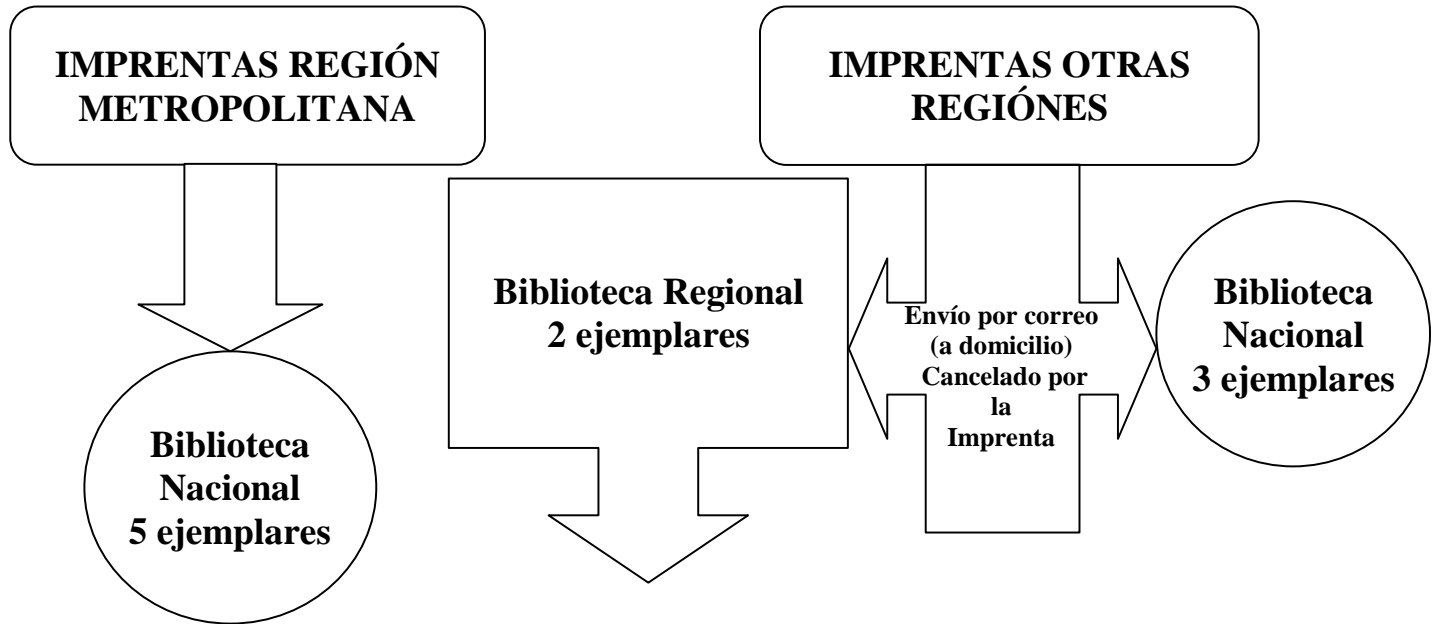 IMPRENTAS REGIÓN
METROPOLITANA
IMPRENTAS OTRAS
REGIÓNES
Biblioteca
Nacional
5 ejemplares
Biblioteca Regional
2 ejemplares
Envío por correo
(a domicilio)
Cancelado por
la
Imprenta
Biblioteca
Nacional
3 ejemplares